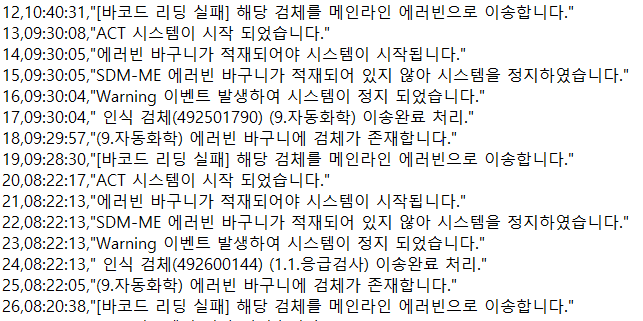 12,10:40:31,"[바코드 리딩 실패] 해당 검체를 메인라인 에러빈으로 이송합니다."
13,09:30:08,"ACT 시스템이 시작 되었습니다."
14,09:30:05,"에러빈 바구니가 적재되어야 시스템이 시작됩니다."
15,09:30:05,"SDM-ME 에러빈 바구니가 적재되어 있지 않아 시스템을 정지하였습니다."
16,09:30:04,"Warning 이벤트 발생하여 시스템이 정지 되었습니다."
17,09:30:04," 인식 검체(492501790) (9.자동화학) 이송완료 처리."
18,09:29:57,"(9.자동화학) 에러빈 바구니에 검체가 존재합니다."
19,09:28:30,"[바코드 리딩 실패] 해당 검체를 메인라인 에러빈으로 이송합니다."
20,08:22:17,"ACT 시스템이 시작 되었습니다."
21,08:22:13,"에러빈 바구니가 적재되어야 시스템이 시작됩니다."
22,08:22:13,"SDM-ME 에러빈 바구니가 적재되어 있지 않아 시스템을 정지하였습니다."
23,08:22:13,"Warning 이벤트 발생하여 시스템이 정지 되었습니다."
24,08:22:13," 인식 검체(492600144) (1.1.응급검사) 이송완료 처리."
25,08:22:05,"(9.자동화학) 에러빈 바구니에 검체가 존재합니다."
26,08:20:38,"[바코드 리딩 실패] 해당 검체를 메인라인 에러빈으로 이송합니다."